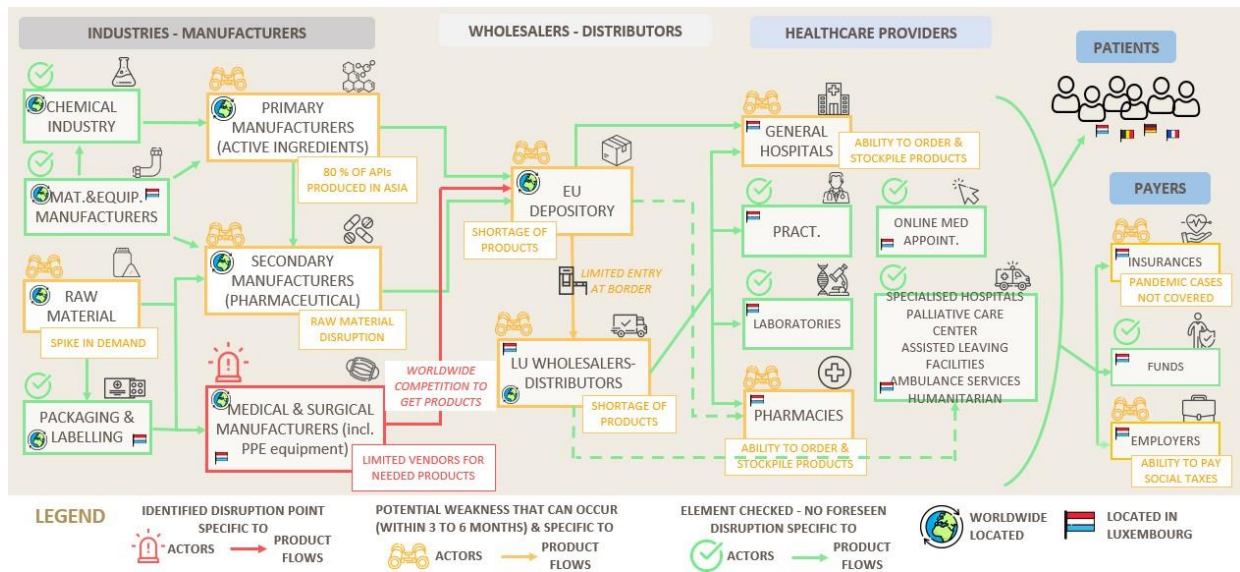 INDUSTRIES - MANUFACTURERS
WHOLESALERS - DISTRIBUTORS
HEALTHCARE PROVIDERS
PATIENTS
CHEMICAL
INDUSTRY
PRIMARY
MANUFACTURERS
(ACTIVE INGREDIENTS)
80 % OF APIs
PRODUCED IN ASIA
MAT.&EQUIP.
MANUFACTURERS
SECONDARY
MANUFACTURERS
(PHARMACEUTICAL)
RAW MATERIAL
DISRUPTION
RAW
MATERIAL
SPIKE IN DEMAND
PACKAGING &
LABELLING
MEDICAL & SURGICAL
MANUFACTURERS (incl.
PPE equipment)
LIMITED VENDORS FOR
NEEDED PRODUCTS
WORLDWIDE
COMPETITION TO
GET PRODUCTS
EU
DEPOSITORY
SHORTAGE OF
PRODUCTS
LIMITED ENTRY
AT BORDER
LU WHOLESALERS-
DISTRIBUTORS
SHORTAGE OF
PRODUCTS
GENERAL
HOSPITALS
ABILITY TO ORDER &
STOCKPILE PRODUCTS
PRACT.
ONLINE MED
APPOINT.
LABORATORIES
SPECIALISED HOSPITALS
PALLIATIVE CARE
CENTER
ASSISTED LEAVING
FACILITIES
AMBULANCE SERVICES
HUMANITARIAN
PHARMACIES
ABILITY TO ORDER &
STOCKPILE PRODUCTS
PAYERS
INSURANCES
PANDEMIC CASES
NOT COVERED
FUNDS
EMPLOYERS
ABILITY TO PAY
SOCIAL TAXES
LEGEND
IDENTIFIED DISRUPTION POINT
SPECIFIC TO
ACTORS
PRODUCT
FLOWS
POTENTIAL WEAKNESS THAT CAN OCCUR
(WITHIN 3 TO 6 MONTHS) & SPECIFIC TO
ACTORS
PRODUCT
FLOWS
ELEMENT CHECKED - NO FORESEEN
DISRUPTION SPECIFIC TO
ACTORS
PRODUCT
FLOWS
WORLDWIDE
LOCATED
LOCATED IN
LUXEMBOURG